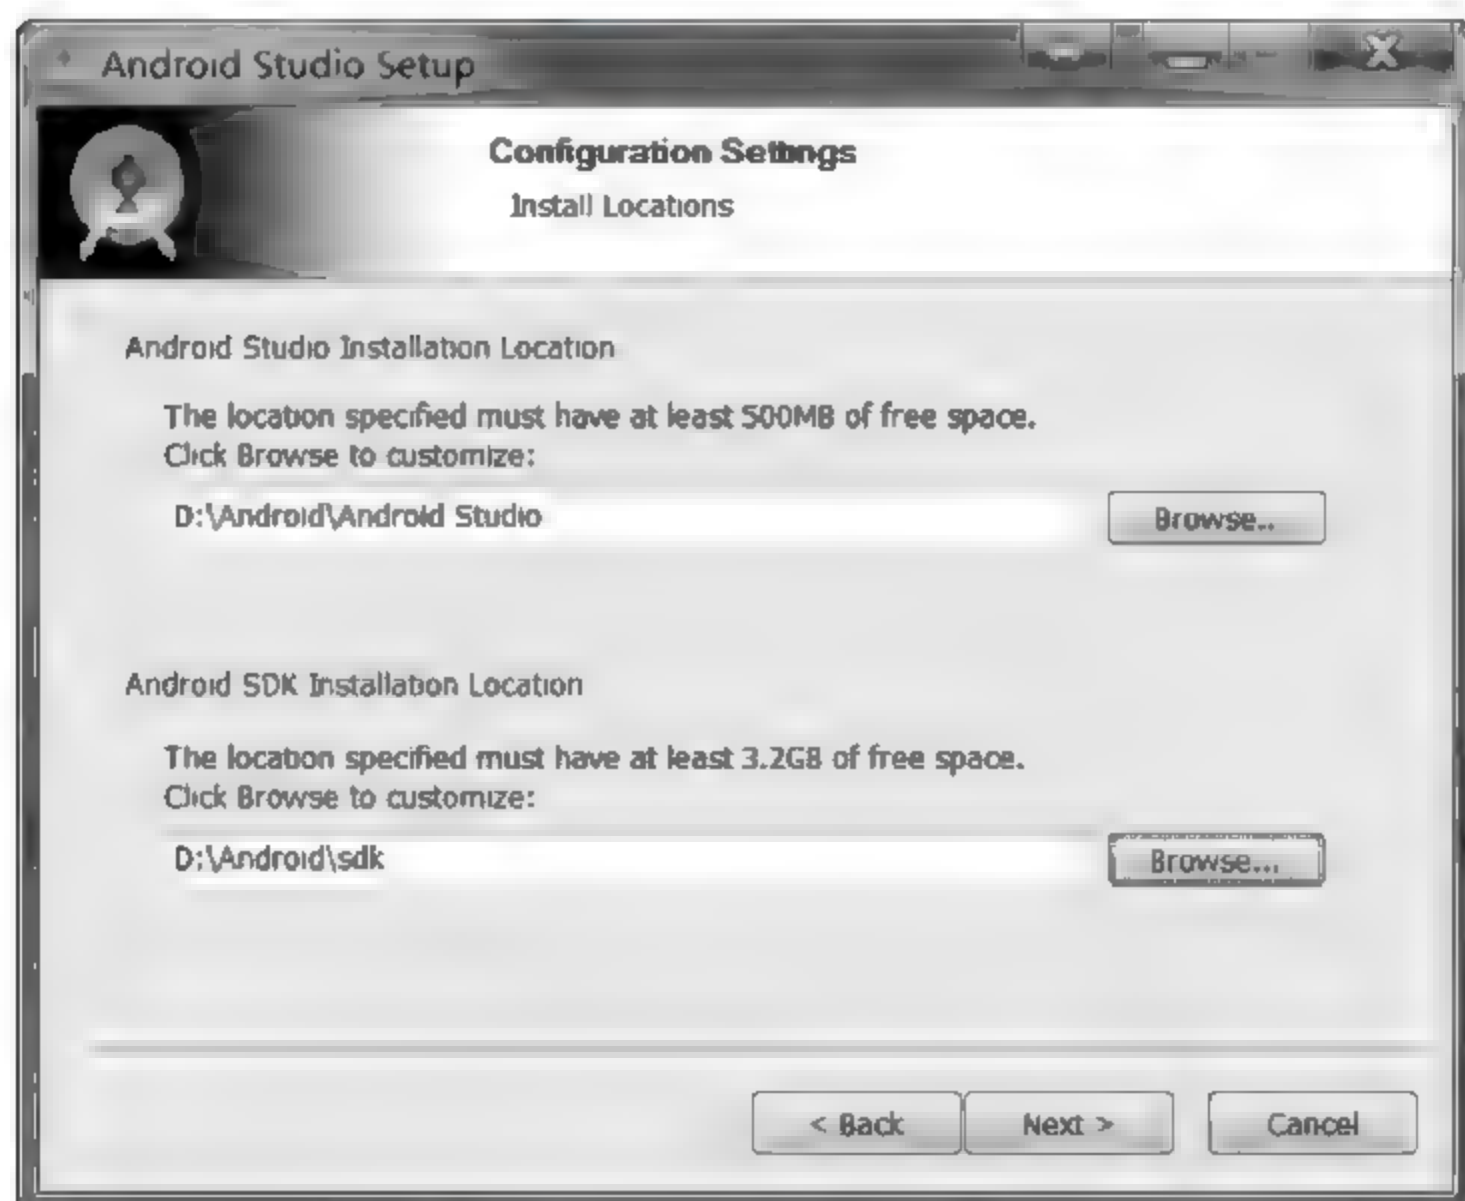 Android Studio Setup
Configuration Settings
Install Locations
Android Studio Installation Location
The location specified must have at least 500MB of free space.
Click Browse to customize:
D:\Android\Android Studio
Browse..
Android SDK Installation Location
The location specified must have at least 3.2GB of free space.
Click Browse to customize:
D:\Android\sdk
Browse...
< Back
Next >
Cancel